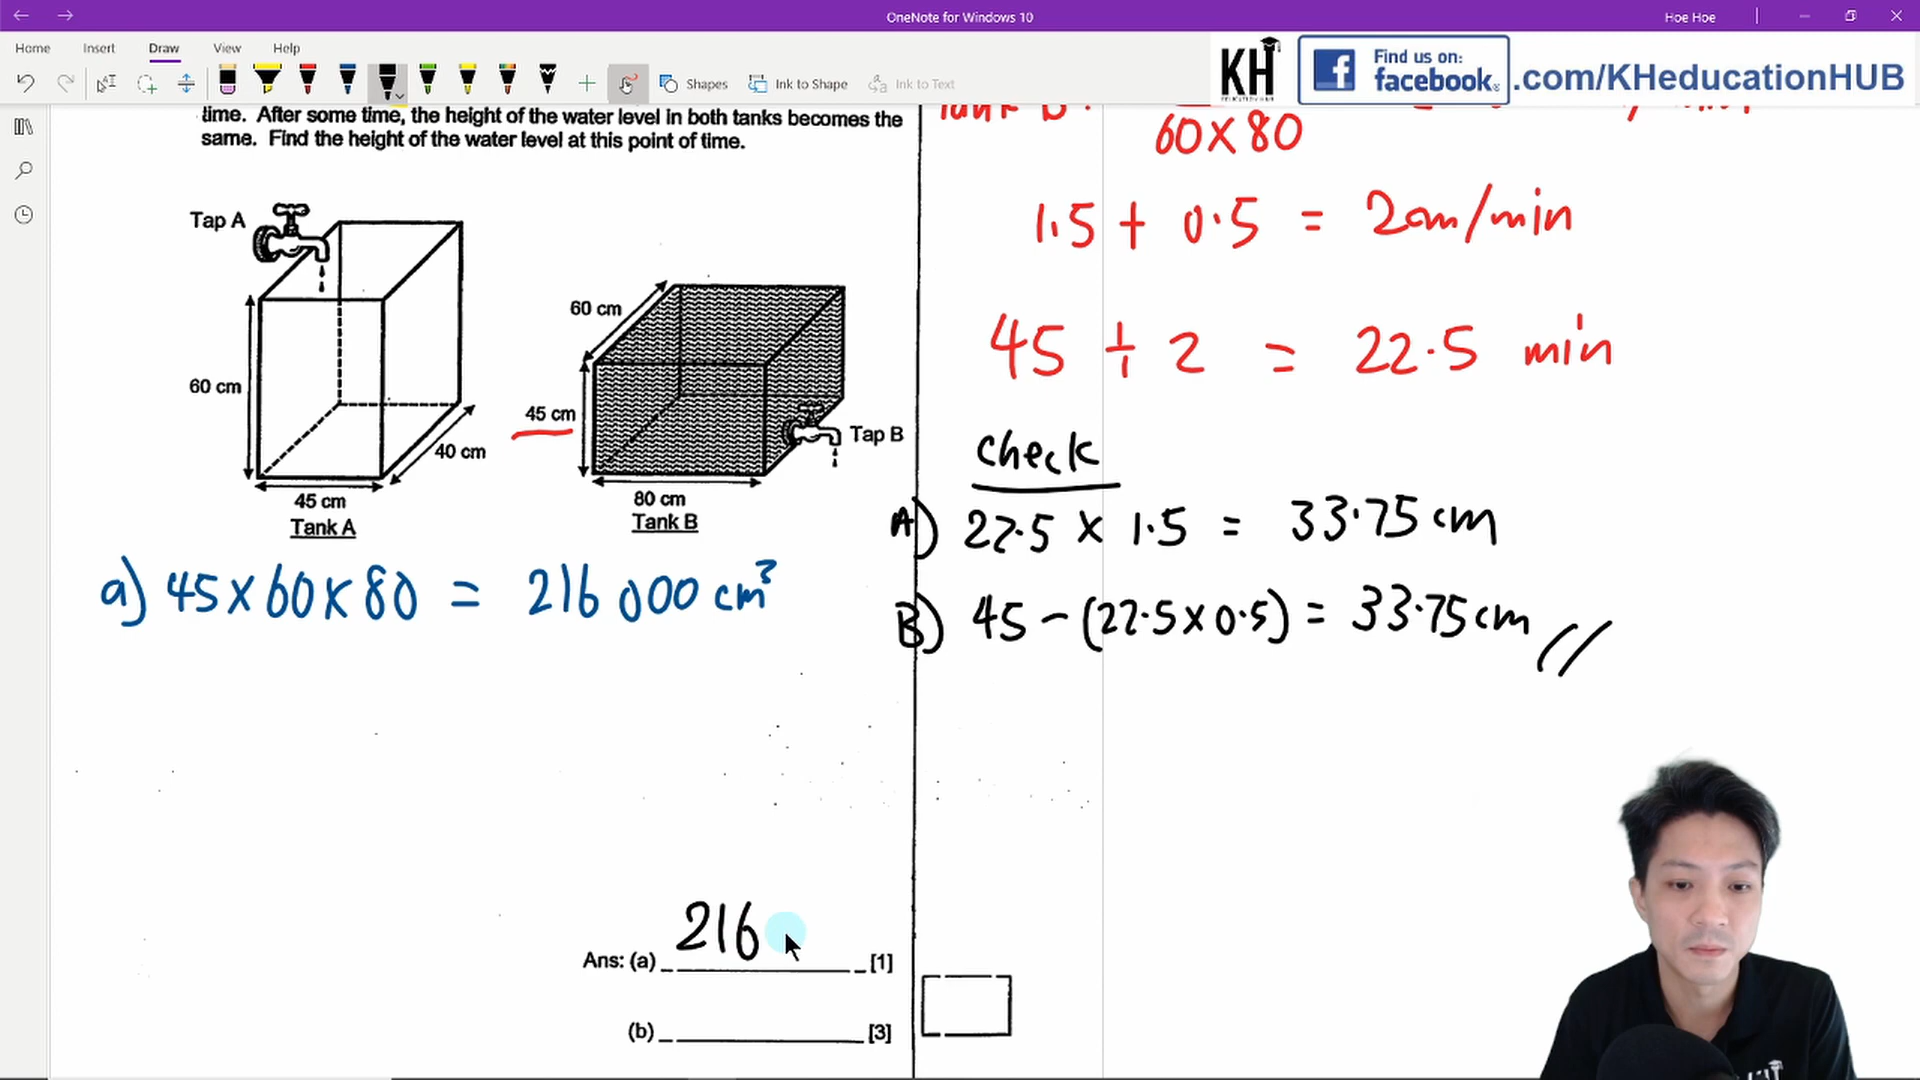 OneNote for Windows 10
Hoe Hoe
Home Insert Draw View Help
Shapes Ink to Shape Ink to Text
KH
Find us on:
facebook.
.com/KHeducationHUB
time. After some time, the height of the water level in both tanks becomes the
same. Find the height of the water level at this point of time.
Tap A
60 cm
40 cm
45 cm
Tank A
60 cm
45 cm
Tap B
80 cm
Tank B
a) 45 x 60 x 80 = 216 000 cm³
Ans: (a) 216 [1]
(b) [3]
60 x 80
1.5 + 0.5 = 2cm/min
45 ÷ 2 = 22.5 min
Check
A) 22.5 x 1.5 = 33.75 cm
B) 45 - (22.5 x 0.5) = 33.75 cm